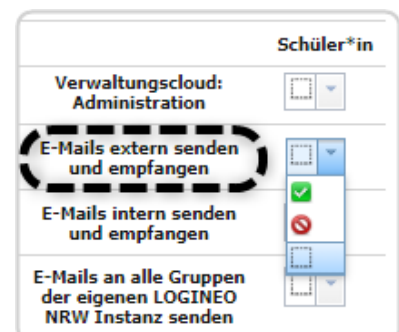 Schüler*in
Verwaltungscloud:
Administration
E-Mails extern senden
und empfangen
E-Mails intern senden
und empfangen
E-Mails an alle Gruppen
der eigenen LOGINEO
NRW Instanz senden